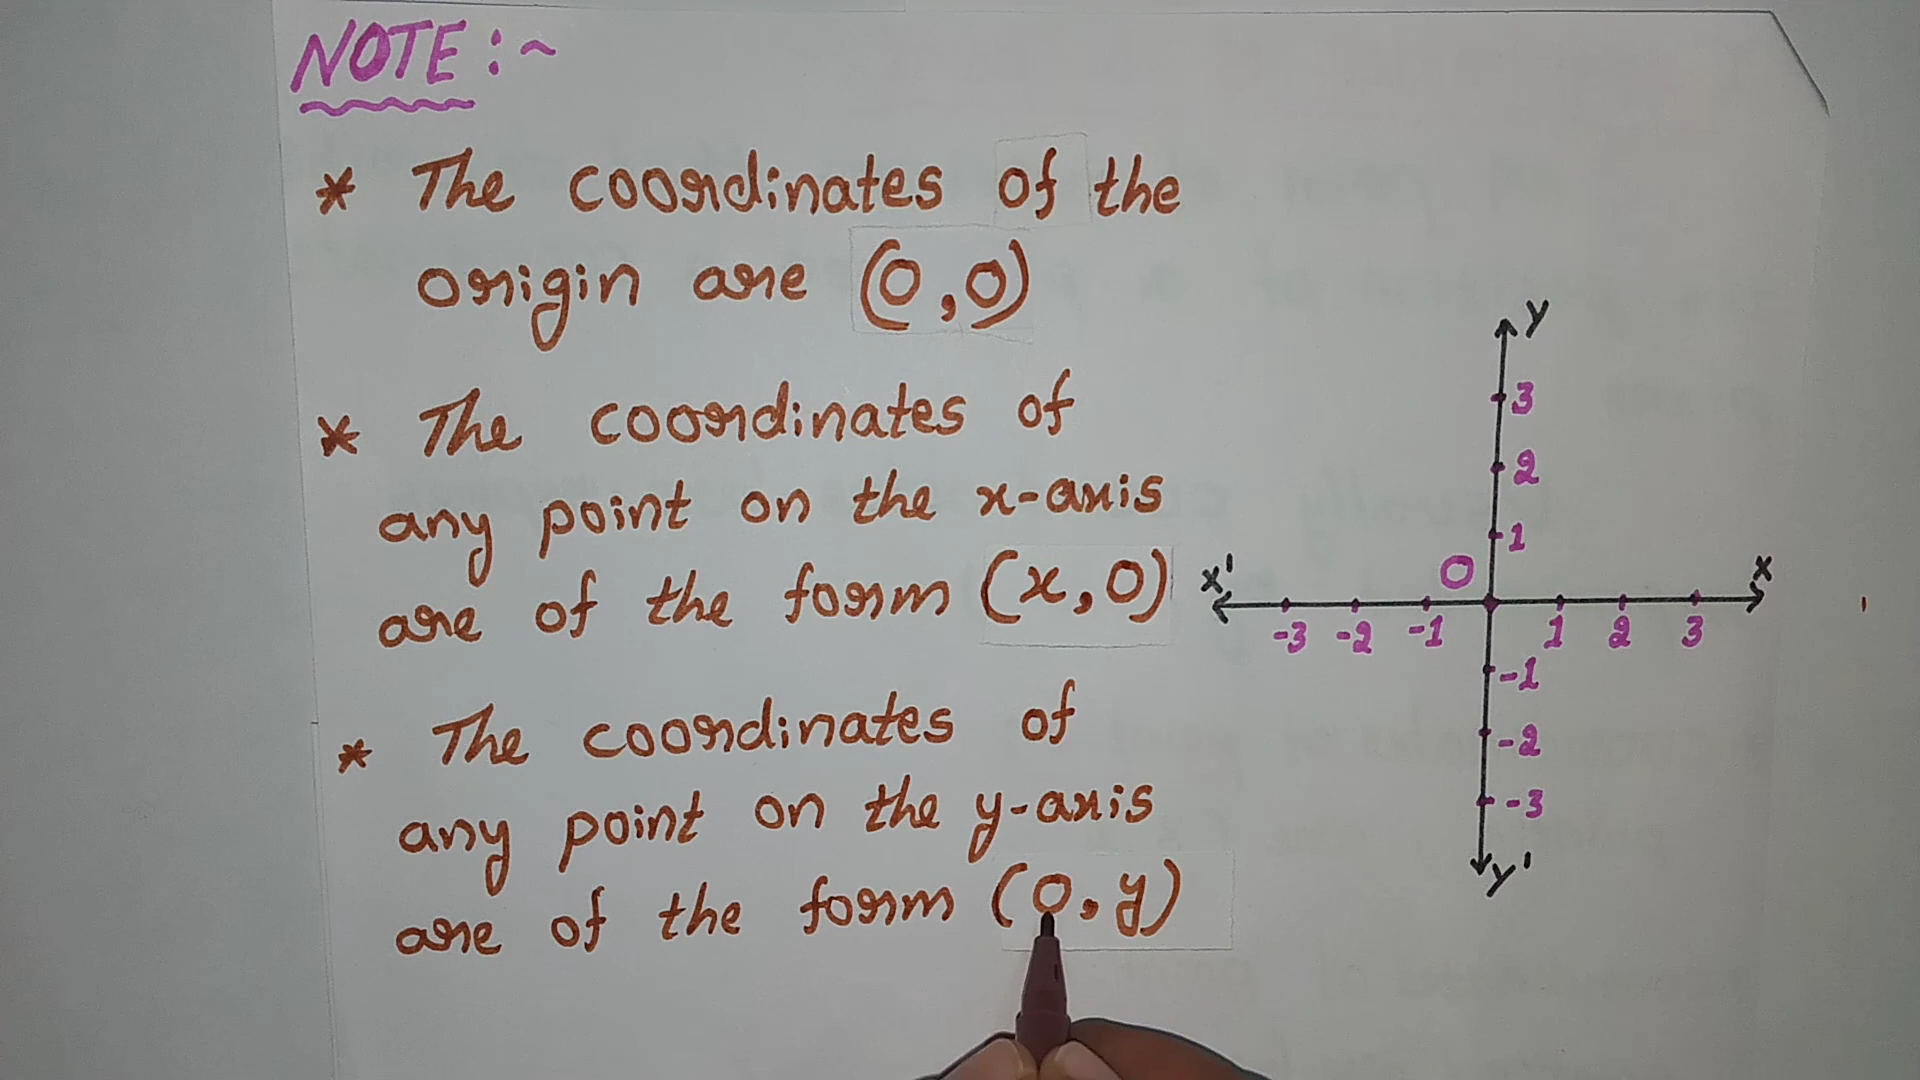 NOTE :~
* The coordinates of the
origin are (0,0)
* The coordinates of
any point on the x-axis
are of the form (x,0)
* The coordinates of
any point on the y-axis
are of the form (0,y)
y
3
2
1
O
x'
x
-3 -2 -1 1 2 3
-1
-2
-3
y'